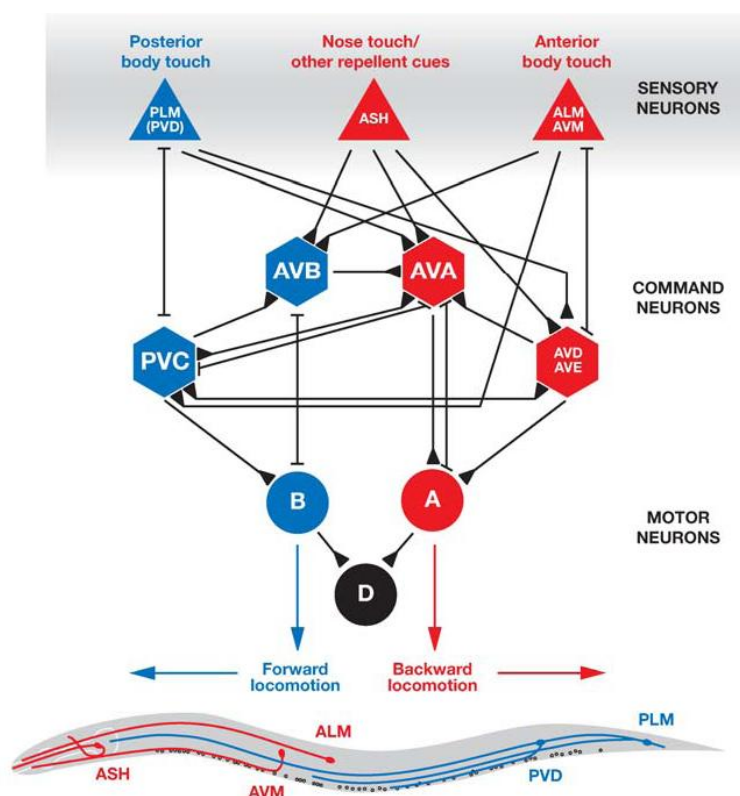 Posterior
body touch
Nose touch/
other repellent cues
Anterior
body touch
SENSORY
NEURONS
PLM
(PVD)
ASH
ALM
AVM
AVB
AVA
COMMAND
NEURONS
PVC
AVD
AVE
B
A
MOTOR
NEURONS
D
Forward
locomotion
Backward
locomotion
ALM
PLM
ASH
AVM
PVD